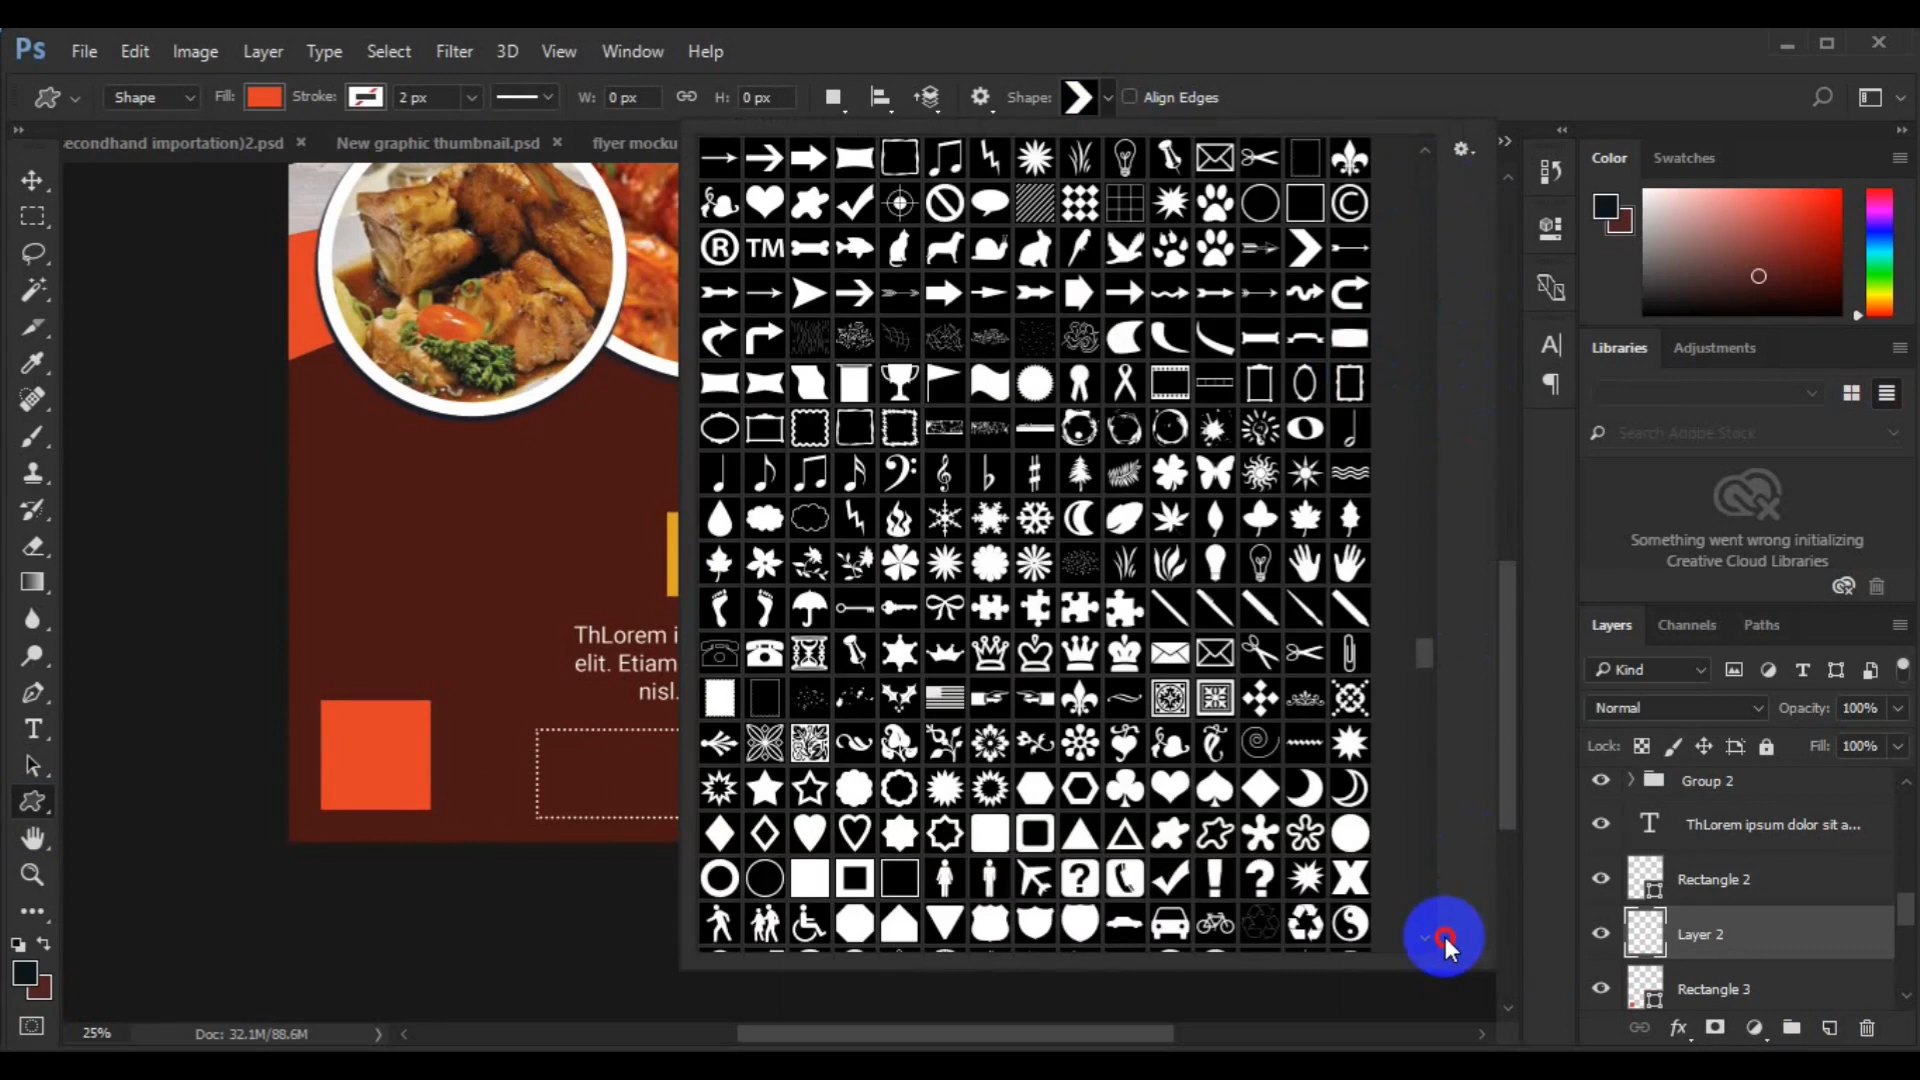 Ps File Edit Image Layer Type Select Filter 3D View Window Help
Shape Fill: Stroke: 2 px W: 0 px H: 0 px Shape: Align Edges
econdhand importation)2.psd × New graphic thumbnail.psd × flyer mocku
Color Swatches
® TM ©
Libraries Adjustments
Search Adobe Stock
Something went wrong initializing
Creative Cloud Libraries
ThLorem i
elit. Etiam
nisl.
Layers Channels Paths
Kind
Normal Opacity: 100%
Lock: Fill: 100%
Group 2
T ThLorem ipsum dolor sit a...
Rectangle 2
Layer 2
Rectangle 3
fx
25% Doc: 32.1M/88.6M